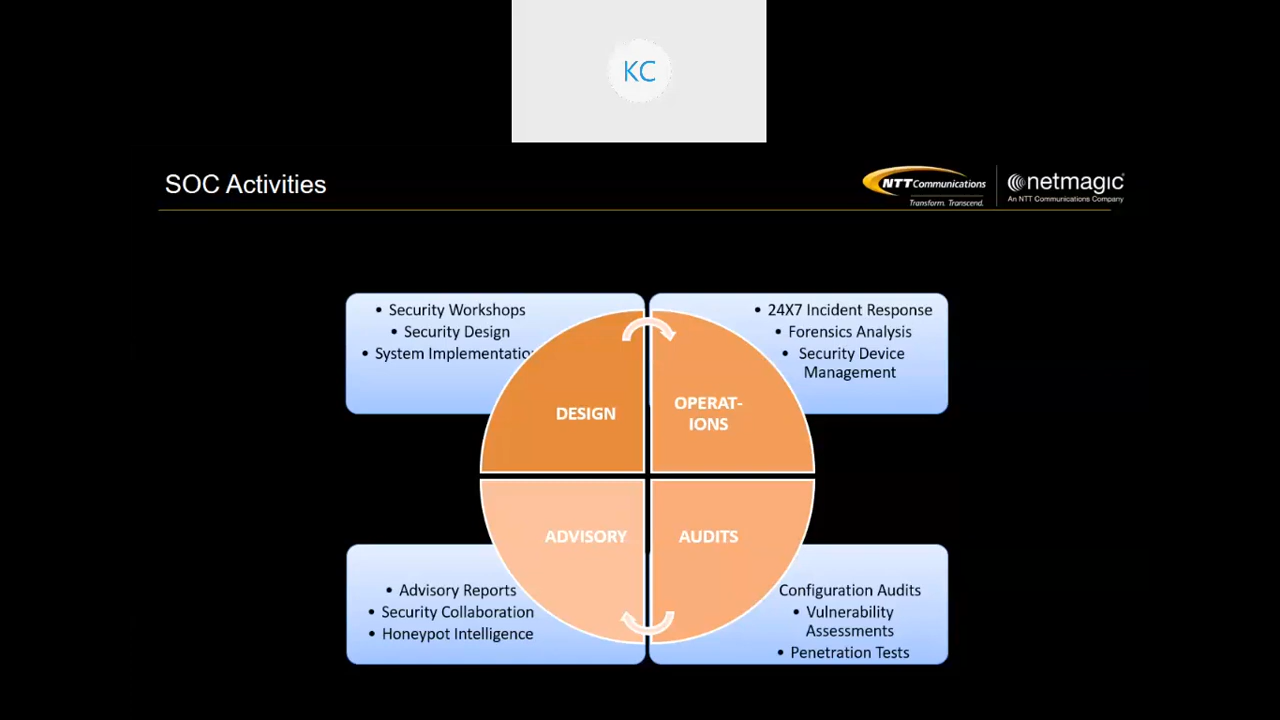 KC
SOC Activities
NTT Communications
Transform. Transcend.
netmagic
An NTT Communications Company
• Security Workshops
• Security Design
• System Implementatio
• 24X7 Incident Response
• Forensics Analysis
• Security Device
Management
DESIGN
OPERAT-
IONS
ADVISORY
AUDITS
• Advisory Reports
• Security Collaboration
• Honeypot Intelligence
Configuration Audits
• Vulnerability
Assessments
• Penetration Tests